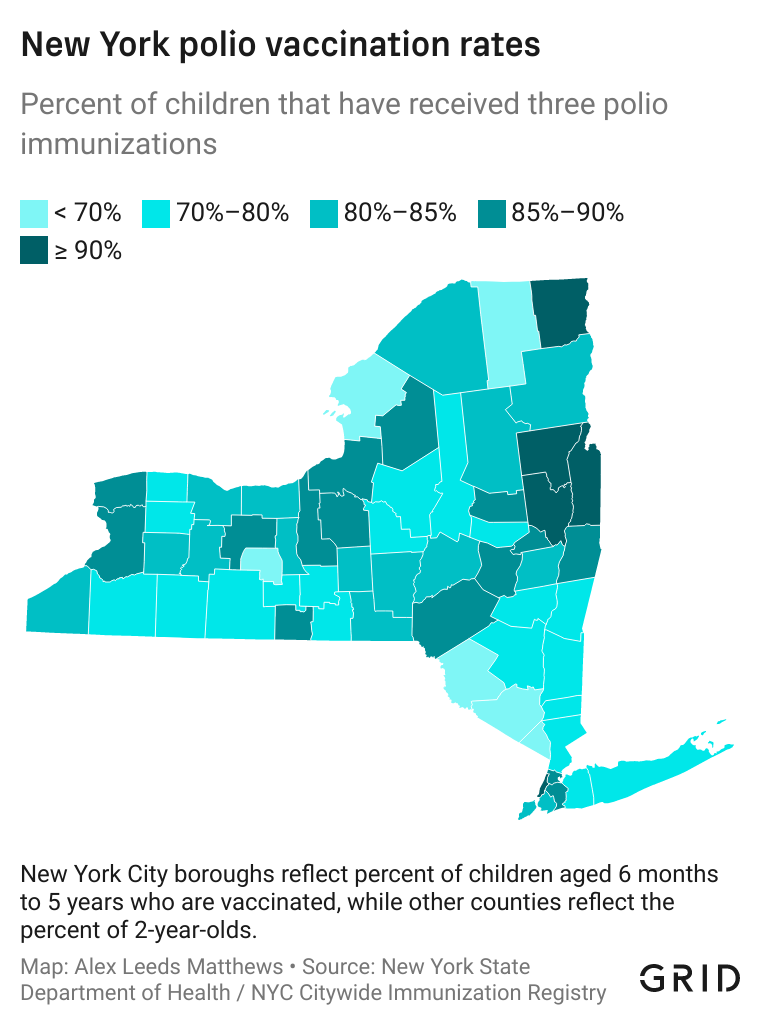 New York polio vaccination rates
Percent of children that have received three polio
immunizations
< 70% 70%–80% 80%–85% 85%–90%
≥ 90%
New York City boroughs reflect percent of children aged 6 months
to 5 years who are vaccinated, while other counties reflect the
percent of 2-year-olds.
Map: Alex Leeds Matthews • Source: New York State
Department of Health / NYC Citywide Immunization Registry
GRID